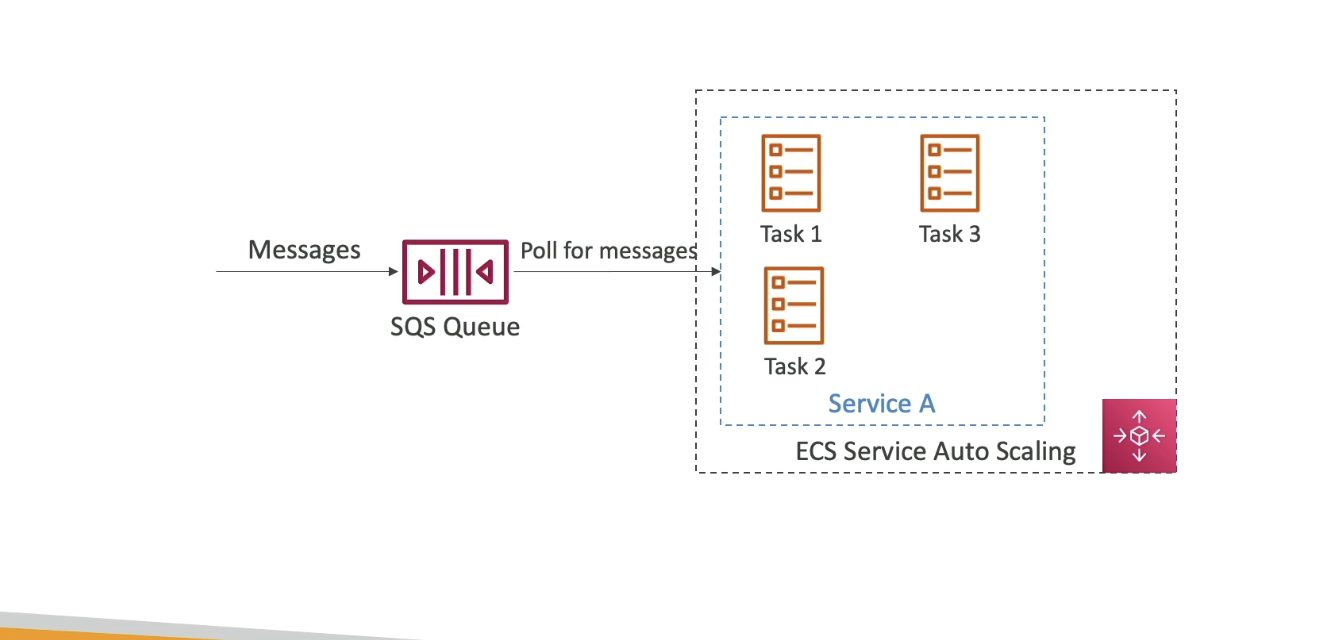 Messages
SQS Queue
Poll for messages
Task 1
Task 3
Task 2
Service A
ECS Service Auto Scaling